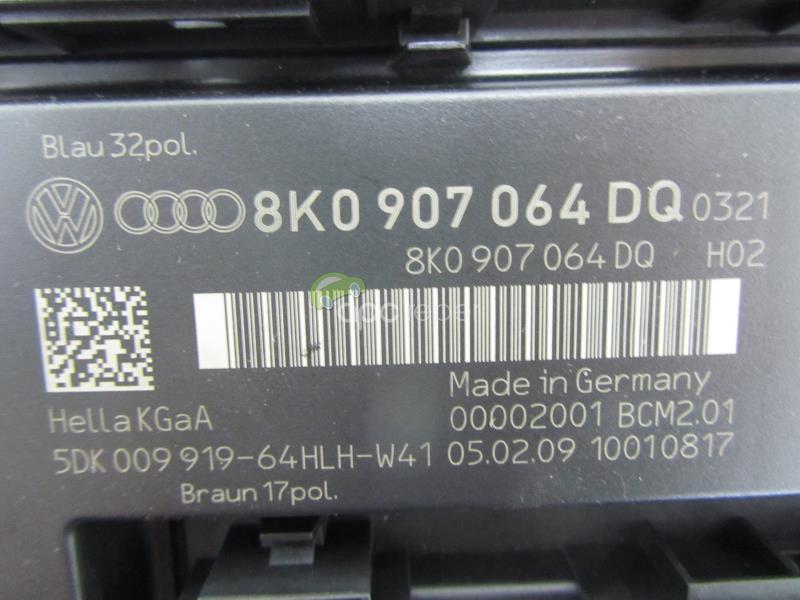 Blau 32pol.
8K0 907 064 DQ 0321
8K0 907 064 DQ H02
Made in Germany
Hella KGaA 00002001 BCM2.01
5DK 009 919-64HLH-W41 05.02.09 10010817
Braun 17pol.